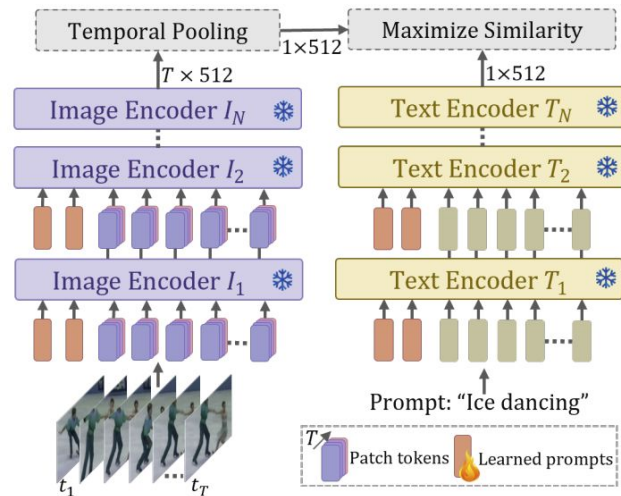 Temporal Pooling
1×512
Maximize Similarity
T × 512
1×512
Image Encoder I_N
Text Encoder T_N
Image Encoder I_2
Text Encoder T_2
Image Encoder I_1
Text Encoder T_1
Prompt: “Ice dancing”
t_1
t_T
T
Patch tokens
Learned prompts